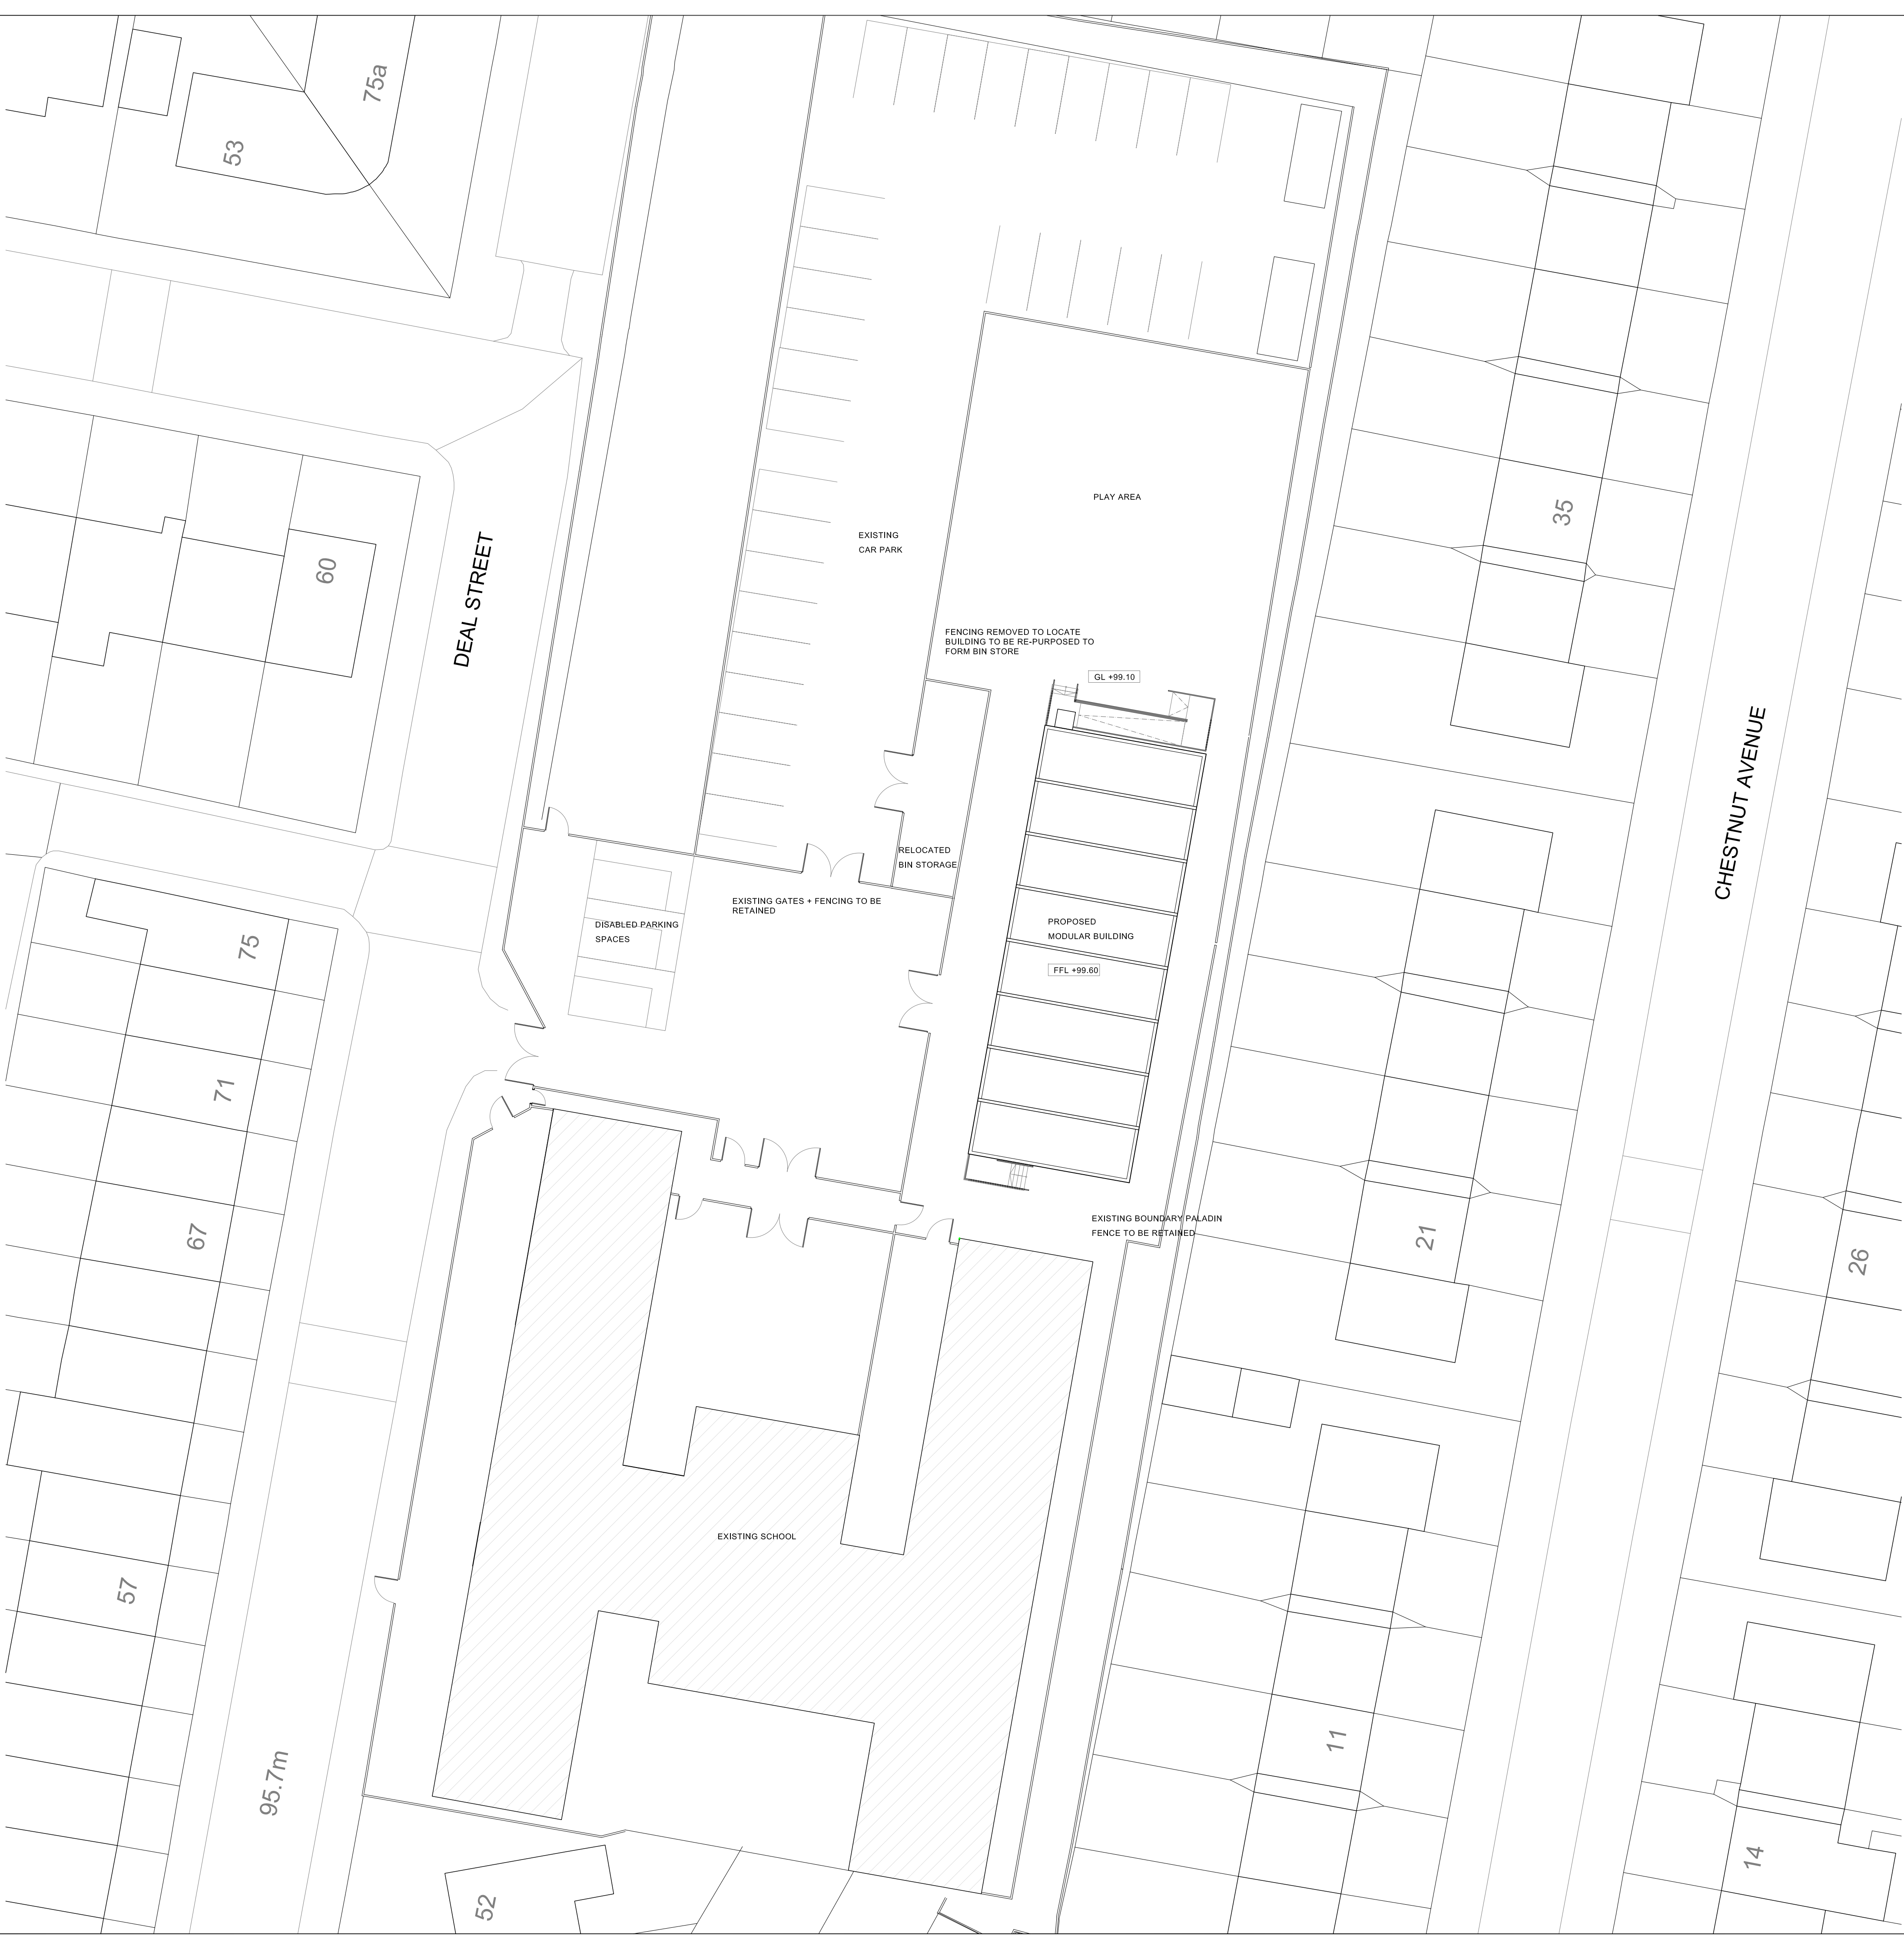 75a
53
PLAY AREA
35
EXISTING
CAR PARK
60
DEAL STREET
FENCING REMOVED TO LOCATE
BUILDING TO BE RE-PURPOSED TO
FORM BIN STORE
GL +99.10
CHESTNUT AVENUE
RELOCATED
BIN STORAGE
EXISTING GATES + FENCING TO BE
RETAINED
DISABLED PARKING
SPACES
PROPOSED
MODULAR BUILDING
FFL +99.60
75
71
67
EXISTING BOUNDARY PALADIN
FENCE TO BE RETAINED
21
26
EXISTING SCHOOL
57
11
95.7m
14
52